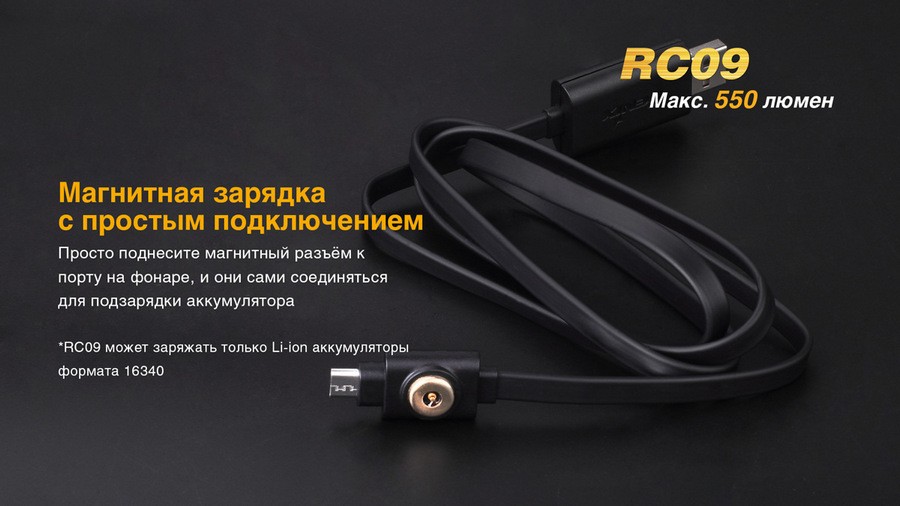 RC09
Макс. 550 люмен
Магнитная зарядка
с простым подключением
Просто поднесите магнитный разъём к
порту на фонаре, и они сами соединяться
для подзарядки аккумулятора
*RC09 может заряжать только Li-ion аккумуляторы
формата 16340